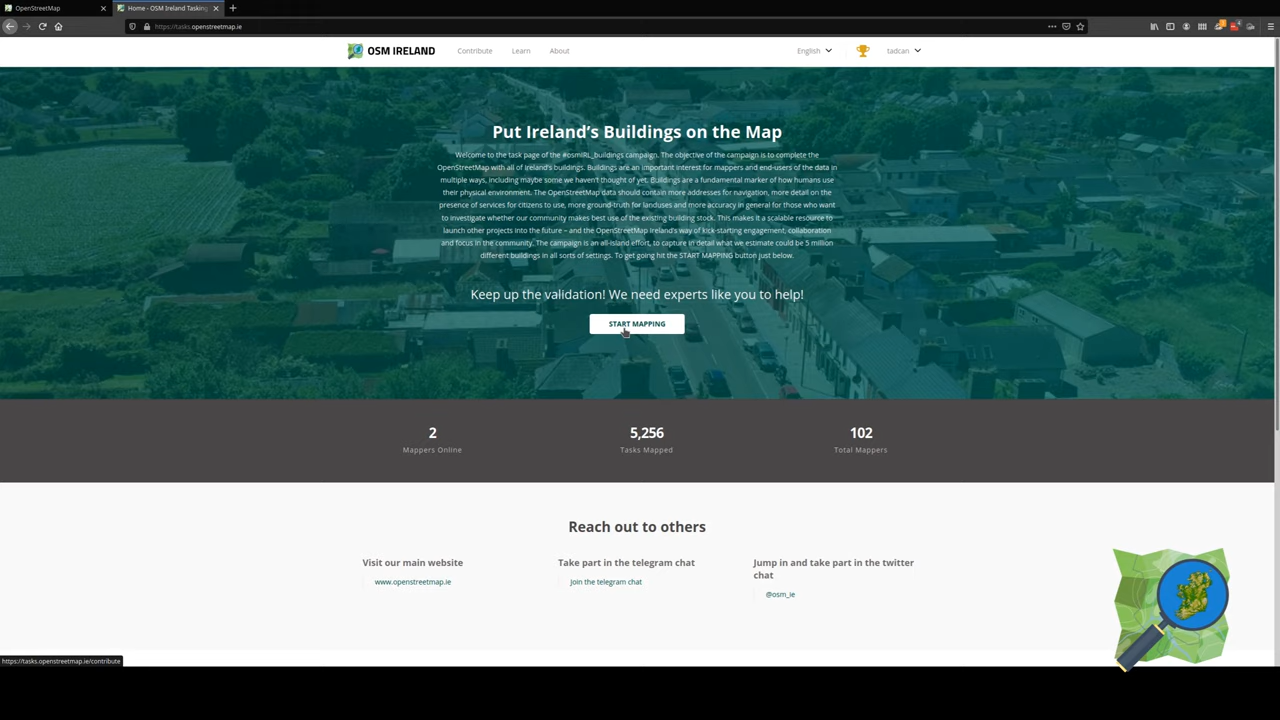 OpenStreetMap
Home - OSM Ireland Tasking
https://tasks.openstreetmap.ie
OSM IRELAND
Contribute
Learn
About
English
tadcan
Put Ireland's Buildings on the Map
Welcome to the task page of the #osmIRL_buildings campaign. The objective of the campaign is to complete the
OpenStreetMap with all of Ireland's buildings. Buildings are an important interest for mappers and end-users of the data in
multiple ways, including maybe some we haven't thought of yet. Buildings are a fundamental marker of how humans use
their physical environment. The OpenStreetMap data should contain more addresses for navigation, more detail on the
presence of services for citizens to use, more ground-truth for landuses and more accuracy in general for those who want
to investigate whether our community makes best use of the existing building stock. This makes it a scalable resource to
launch other projects into the future – and the OpenStreetMap Ireland's way of kick-starting engagement, collaboration
and focus in the community. The campaign is an all-island effort, to capture in detail what we estimate could be 5 million
different buildings in all sorts of settings. To get going hit the START MAPPING button just below.
Keep up the validation! We need experts like you to help!
START MAPPING
2
Mappers Online
5,256
Tasks Mapped
102
Total Mappers
Reach out to others
Visit our main website
www.openstreetmap.ie
Take part in the telegram chat
Join the telegram chat
Jump in and take part in the twitter
chat
@osm_ie
https://tasks.openstreetmap.ie/contribute